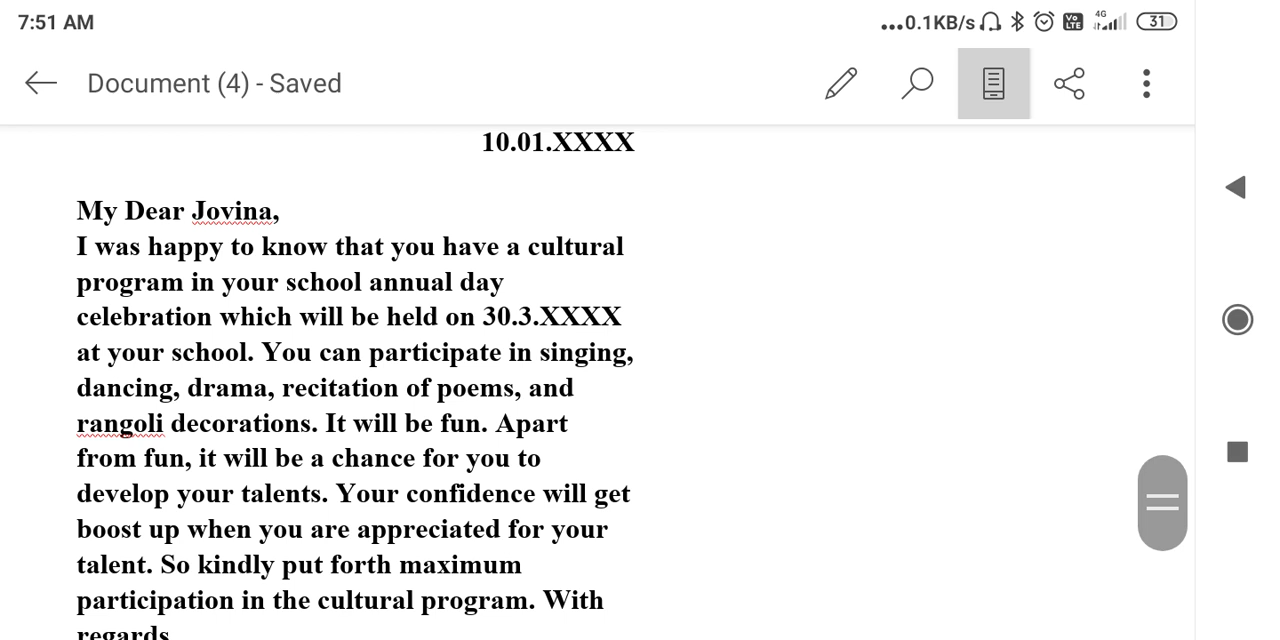 7:51 AM
...0.1KB/s Vo LTE 4G 31
Document (4) - Saved
10.01.XXXX
My Dear Jovina,
I was happy to know that you have a cultural
program in your school annual day
celebration which will be held on 30.3.XXXX
at your school. You can participate in singing,
dancing, drama, recitation of poems, and
rangoli decorations. It will be fun. Apart
from fun, it will be a chance for you to
develop your talents. Your confidence will get
boost up when you are appreciated for your
talent. So kindly put forth maximum
participation in the cultural program. With
regards